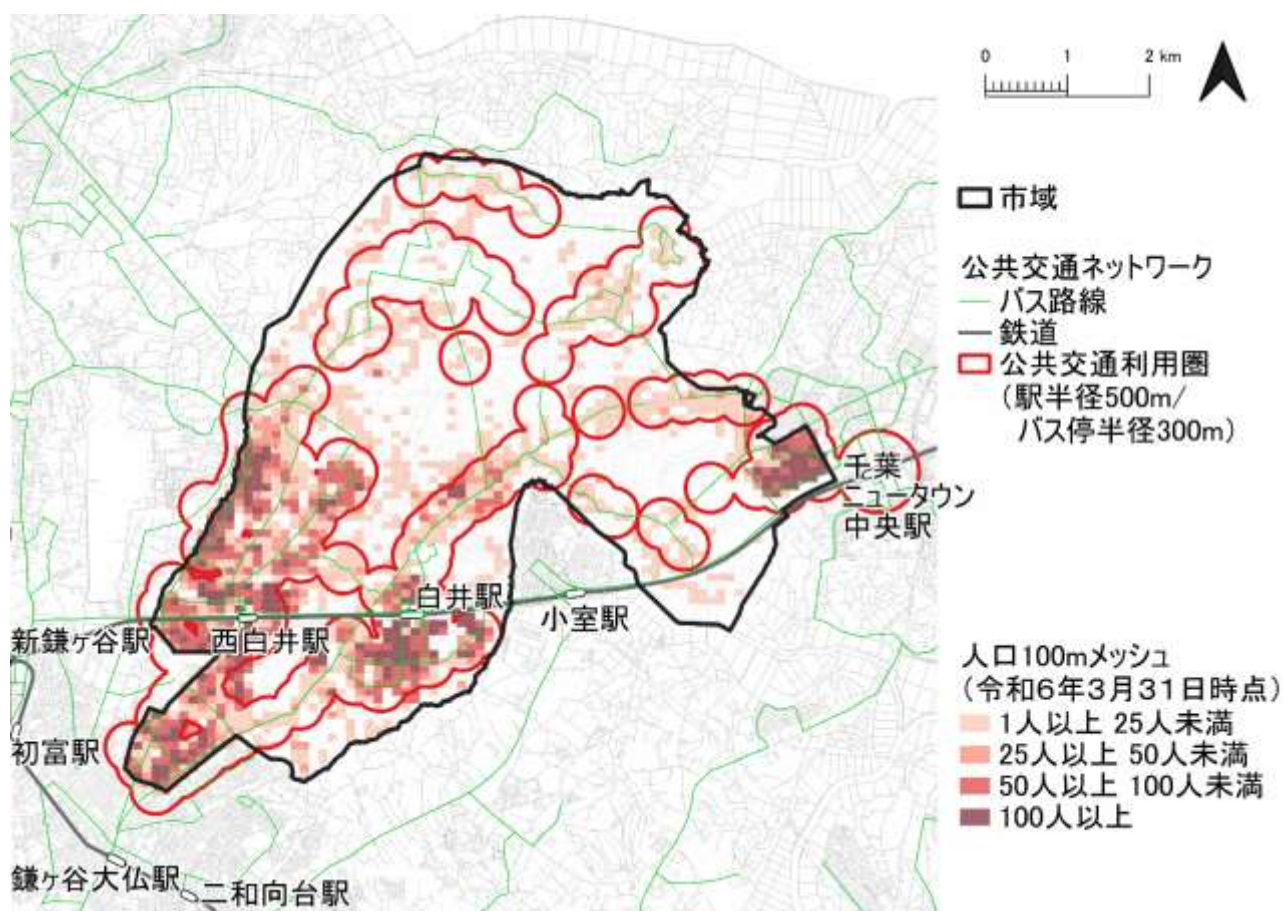 0 1 2 km
市域
公共交通ネットワーク
バス路線
鉄道
公共交通利用圏
（駅半径500m/
バス停半径300m）
千葉
ニュータウン
中央駅
白井駅
小室駅
新鎌ヶ谷駅
西白井駅
初富駅
鎌ヶ谷大仏駅
二和向台駅
人口100mメッシュ
（令和6年3月31日時点）
1人以上 25人未満
25人以上 50人未満
50人以上 100人未満
100人以上